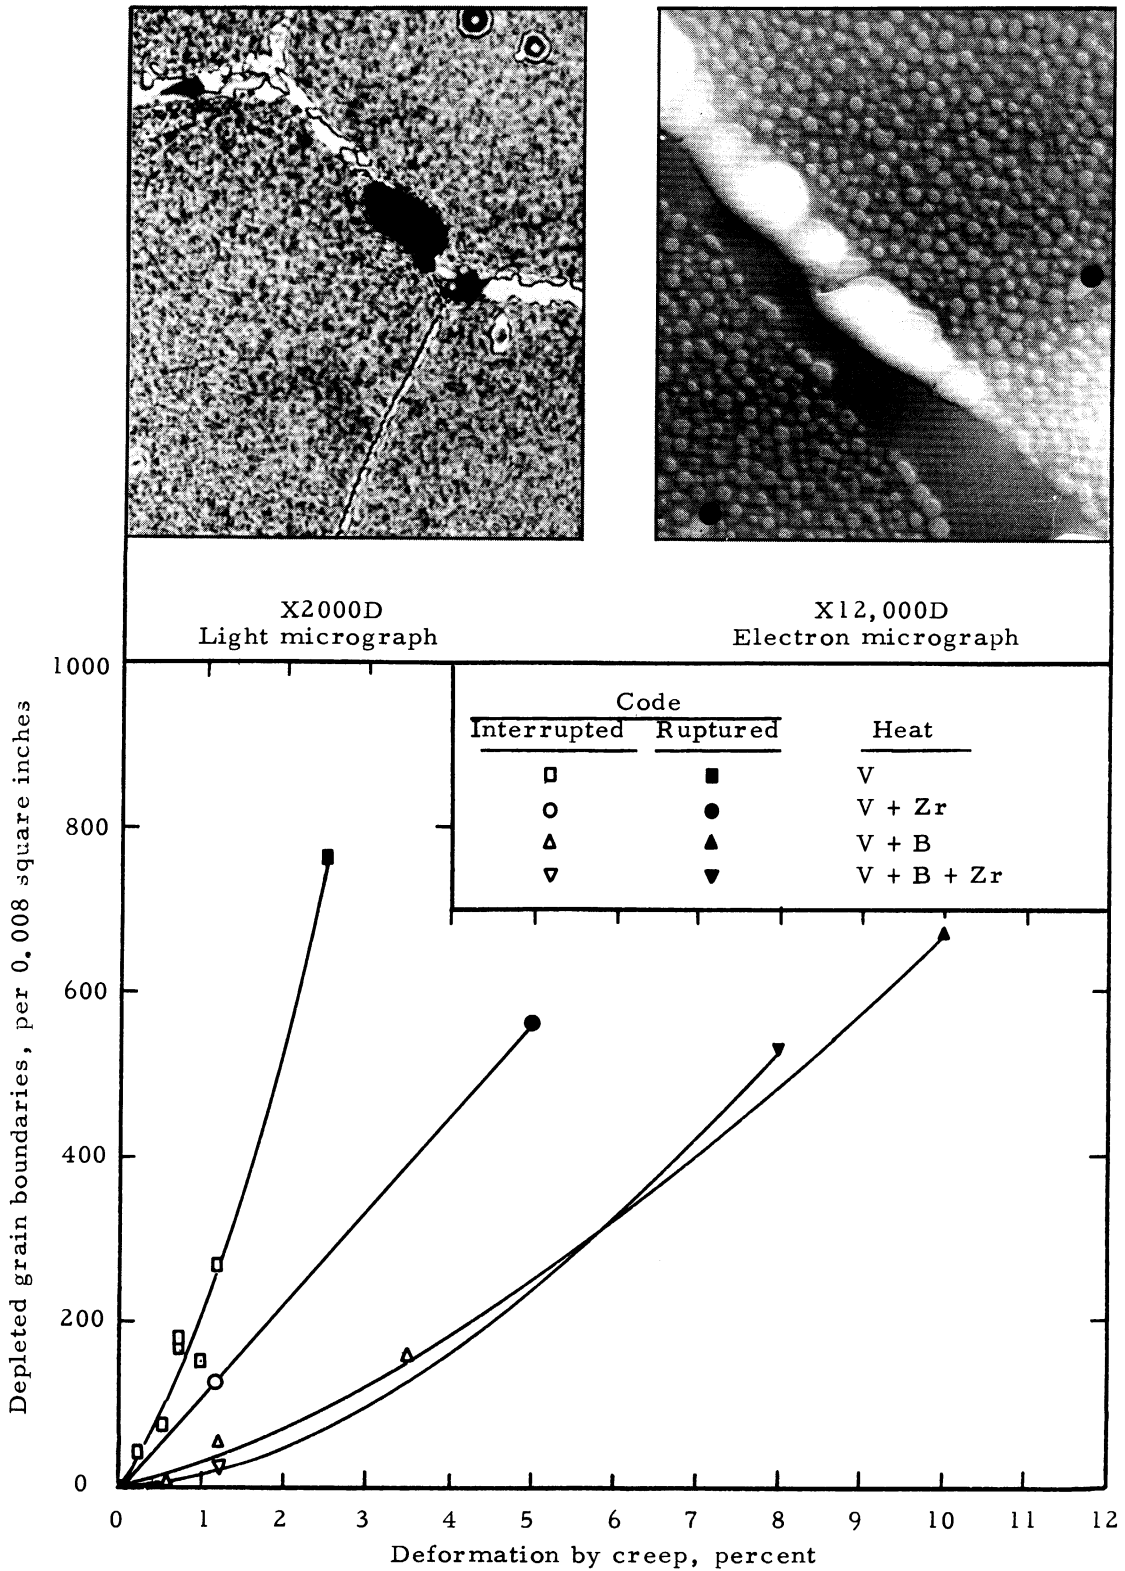 X2000D
Light micrograph
X12,000D
Electron micrograph
Depleted grain boundaries, per 0.008 square inches
1000
800
600
400
200
0
Code
Interrupted Ruptured Heat
V
V + Zr
V + B
V + B + Zr
0 1 2 3 4 5 6 7 8 9 10 11 12
Deformation by creep, percent